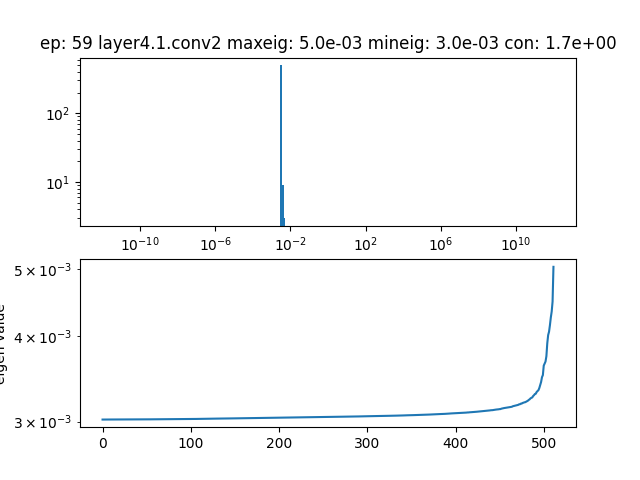 ep: 59 layer4.1.conv2 maxeig: 5.0e-03 mineig: 3.0e-03 con: 1.7e+00
10²
10¹
10⁻¹⁰ 10⁻⁶ 10⁻² 10² 10⁶ 10¹⁰
5 × 10⁻³
4 × 10⁻³
3 × 10⁻³
eigen value
0 100 200 300 400 500